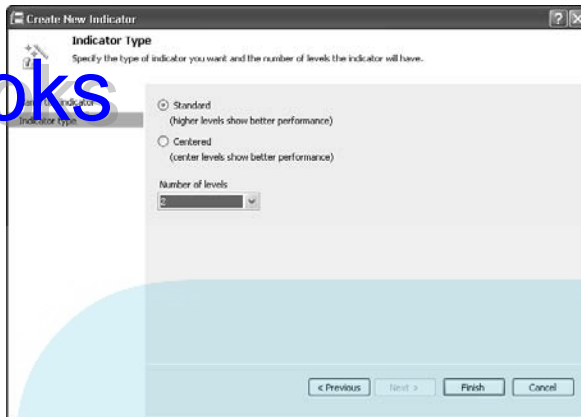 Create New Indicator
Indicator Type
Specify the type of indicator you want and the number of levels the indicator will have.
oks
indicator
Indicator type
Standard
(higher levels show better performance)
Centered
(center levels show better performance)
Number of levels
2
< Previous
Next >
Finish
Cancel